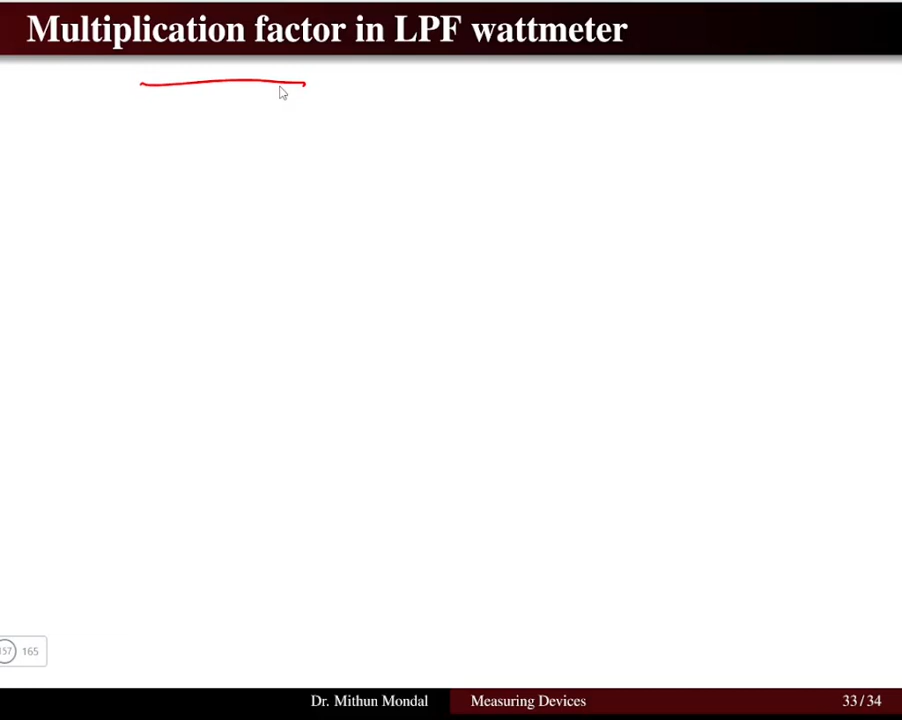 Multiplication factor in LPF wattmeter
157 165
Dr. Mithun Mondal Measuring Devices 33/34